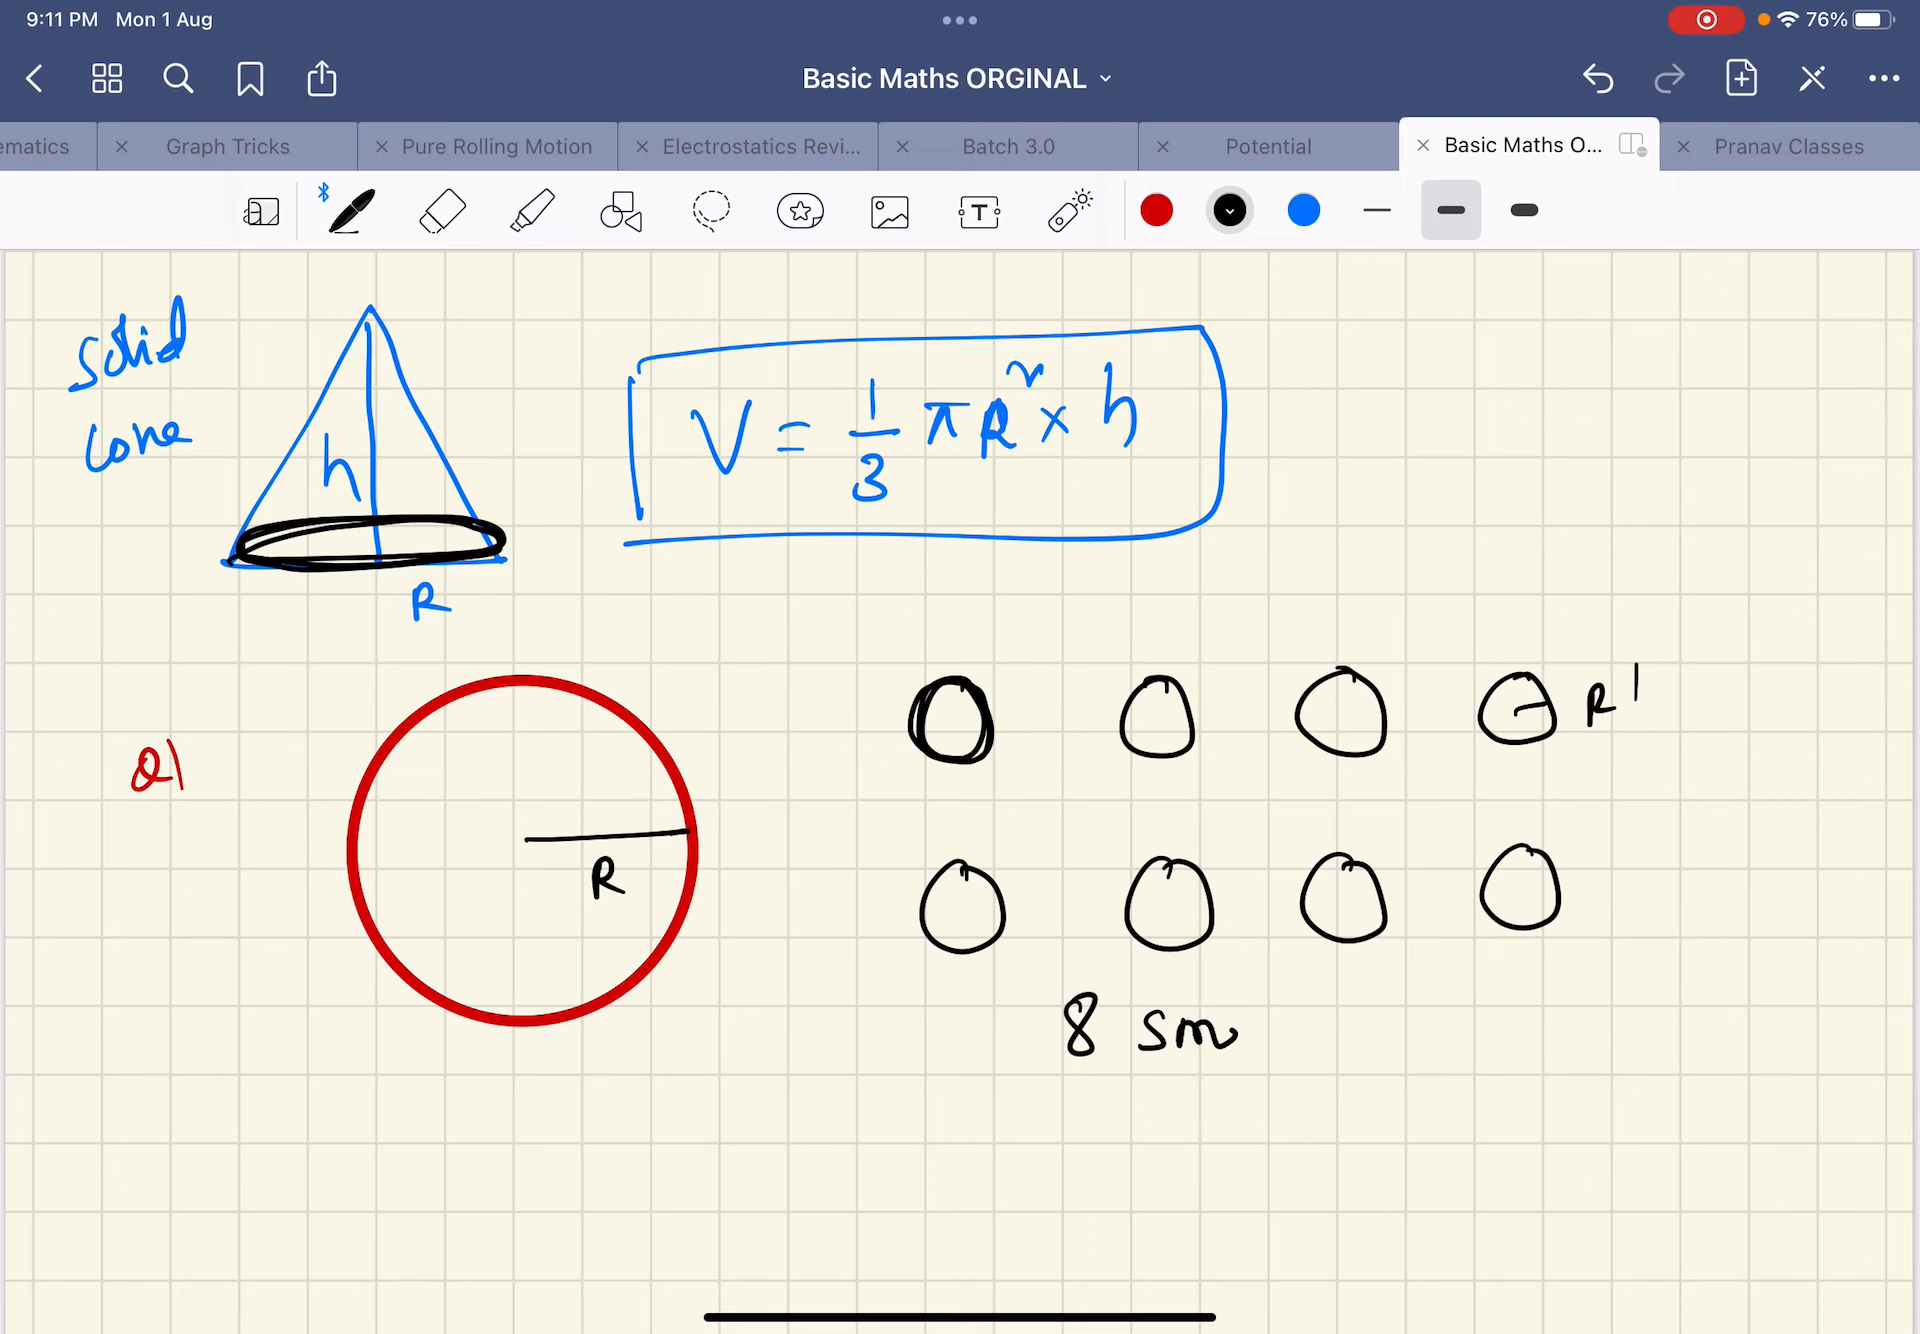 9:11 PM Mon 1 Aug
76%
Basic Maths ORGINAL
ematics
Graph Tricks
Pure Rolling Motion
Electrostatics Revi...
Batch 3.0
Potential
Basic Maths O...
Pranav Classes
T
solid
cone
h
R
V = 1/3 π R² × h
Q1
R
R'
8 sm